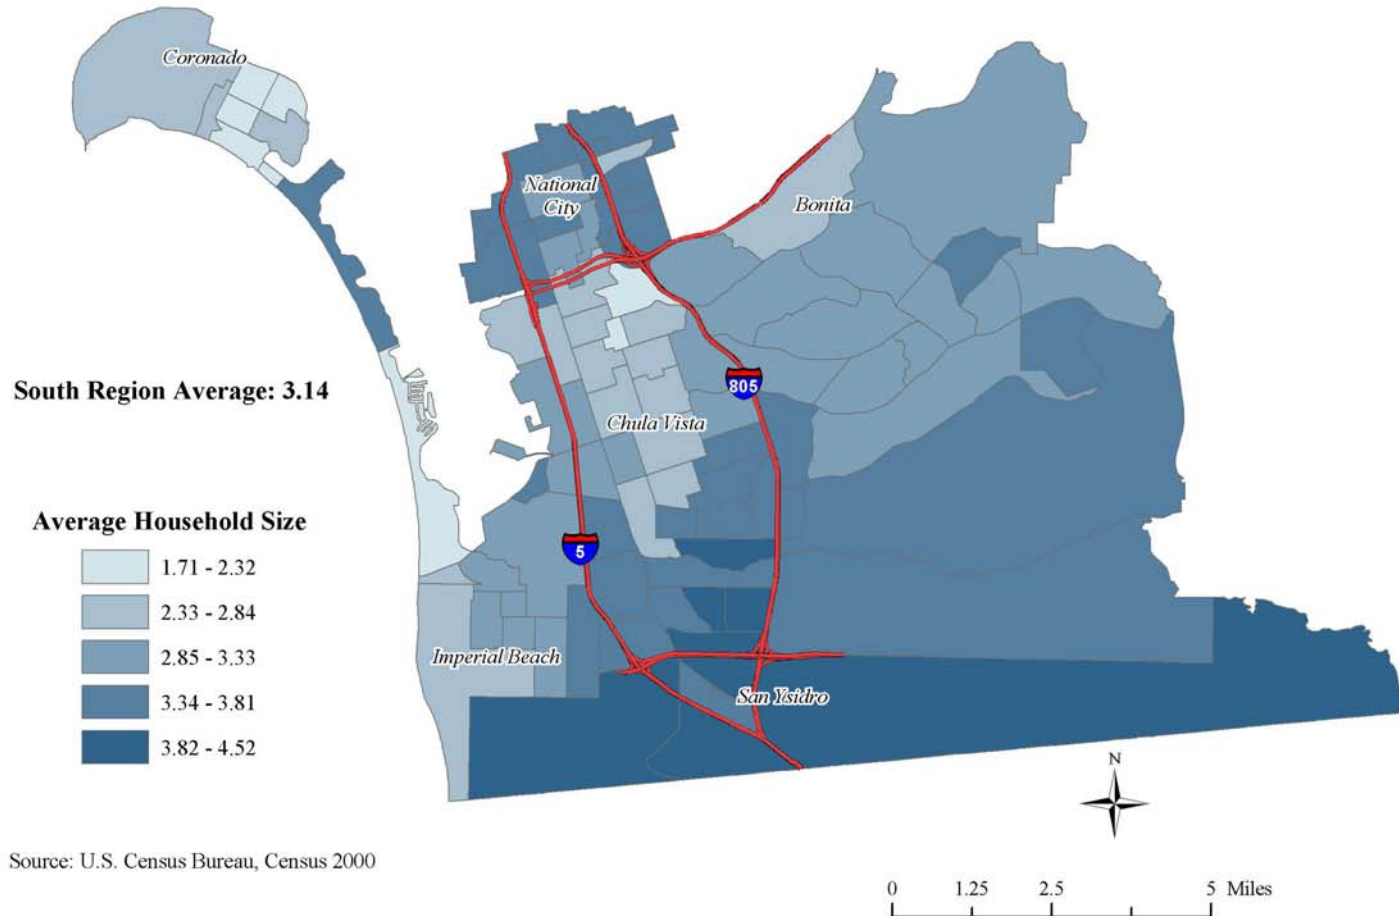 Coronado
National
City
Bonita
805
South Region Average: 3.14
Chula Vista
Average Household Size
1.71 - 2.32
2.33 - 2.84
2.85 - 3.33
3.34 - 3.81
3.82 - 4.52
5
Imperial Beach
San Ysidro
N
Source: U.S. Census Bureau, Census 2000
0 1.25 2.5 5 Miles